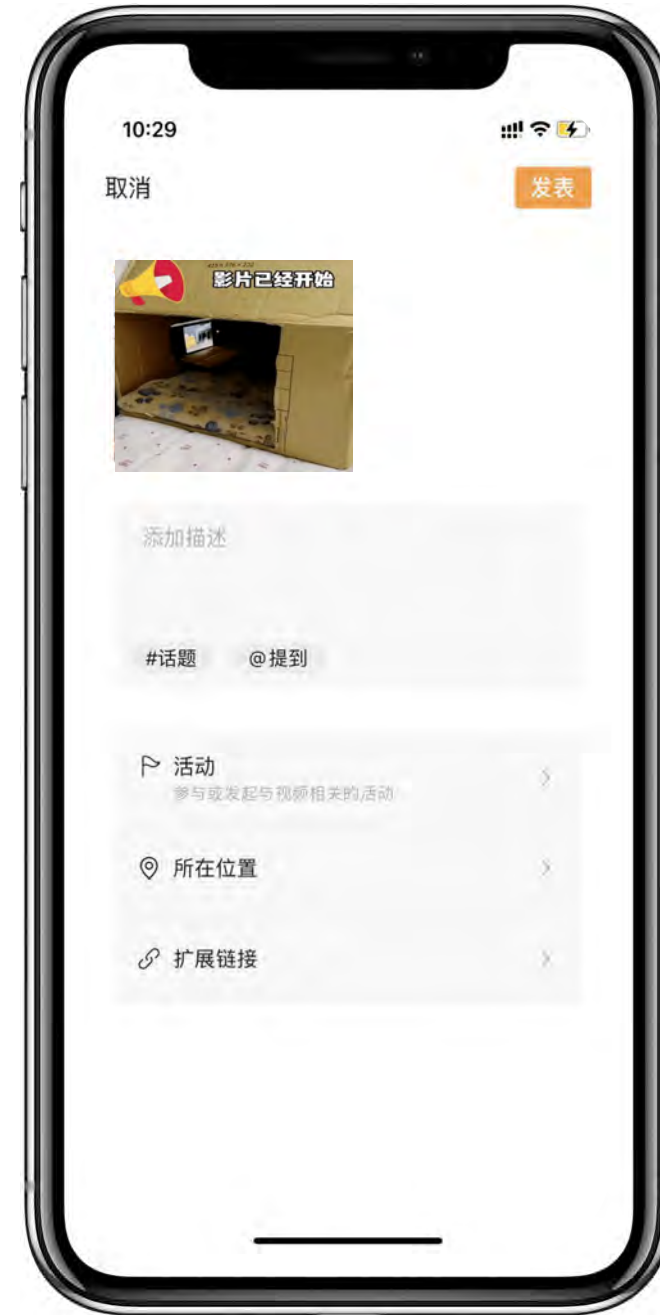 10:29
取消
发表
影片已经开始
添加描述
#话题 @提到
活动
参与或发起与视频相关的活动
所在位置
扩展链接